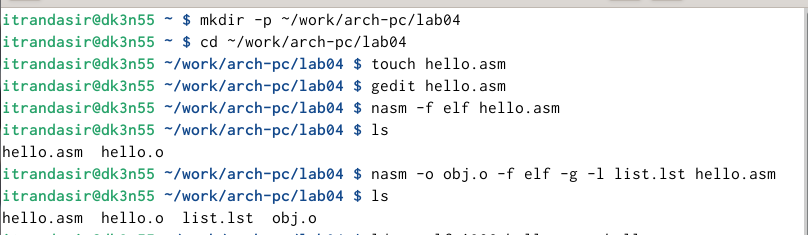 itrandasir@dk3n55 ~ $ mkdir -p ~/work/arch-pc/lab04
itrandasir@dk3n55 ~ $ cd ~/work/arch-pc/lab04
itrandasir@dk3n55 ~/work/arch-pc/lab04 $ touch hello.asm
itrandasir@dk3n55 ~/work/arch-pc/lab04 $ gedit hello.asm
itrandasir@dk3n55 ~/work/arch-pc/lab04 $ nasm -f elf hello.asm
itrandasir@dk3n55 ~/work/arch-pc/lab04 $ ls
hello.asm  hello.o
itrandasir@dk3n55 ~/work/arch-pc/lab04 $ nasm -o obj.o -f elf -g -l list.lst hello.asm
itrandasir@dk3n55 ~/work/arch-pc/lab04 $ ls
hello.asm  hello.o  list.lst  obj.o